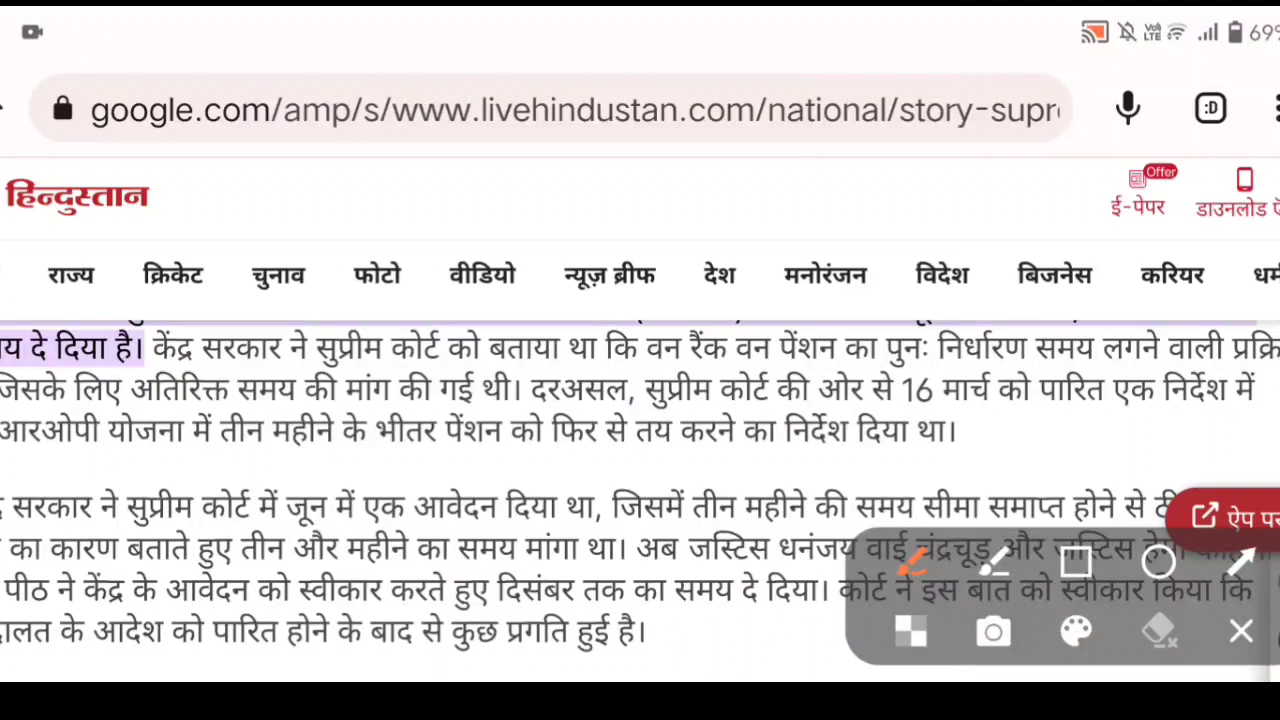 VoI LTE 69%
google.com/amp/s/www.livehindustan.com/national/story-supr
:D
हिन्दुस्तान
Offer
ई-पेपर डाउनलोड
राज्य क्रिकेट चुनाव फोटो वीडियो न्यूज़ ब्रीफ देश मनोरंजन विदेश बिजनेस करियर
दे दिया है। केंद्र सरकार ने सुप्रीम कोर्ट को बताया था कि वन रैंक वन पेंशन का पुनः निर्धारण समय लगने वाली
जिसके लिए अतिरिक्त समय की मांग की गई थी। दरअसल, सुप्रीम कोर्ट की ओर से 16 मार्च को पारित एक निर्देश में
आरओपी योजना में तीन महीने के भीतर पेंशन को फिर से तय करने का निर्देश दिया था।
सरकार ने सुप्रीम कोर्ट में जून में एक आवेदन दिया था, जिसमें तीन महीने की समय सीमा समाप्त होने से
ऐप
का कारण बताते हुए तीन और महीने का समय मांगा था। अब जस्टिस धनंजय वाई चंद्रचूड़ और जस्टिस
पीठ ने केंद्र के आवेदन को स्वीकार करते हुए दिसंबर तक का समय दे दिया। कोर्ट ने इस बात को स्वीकार किया कि
के आदेश को पारित होने के बाद से कुछ प्रगति हुई है।